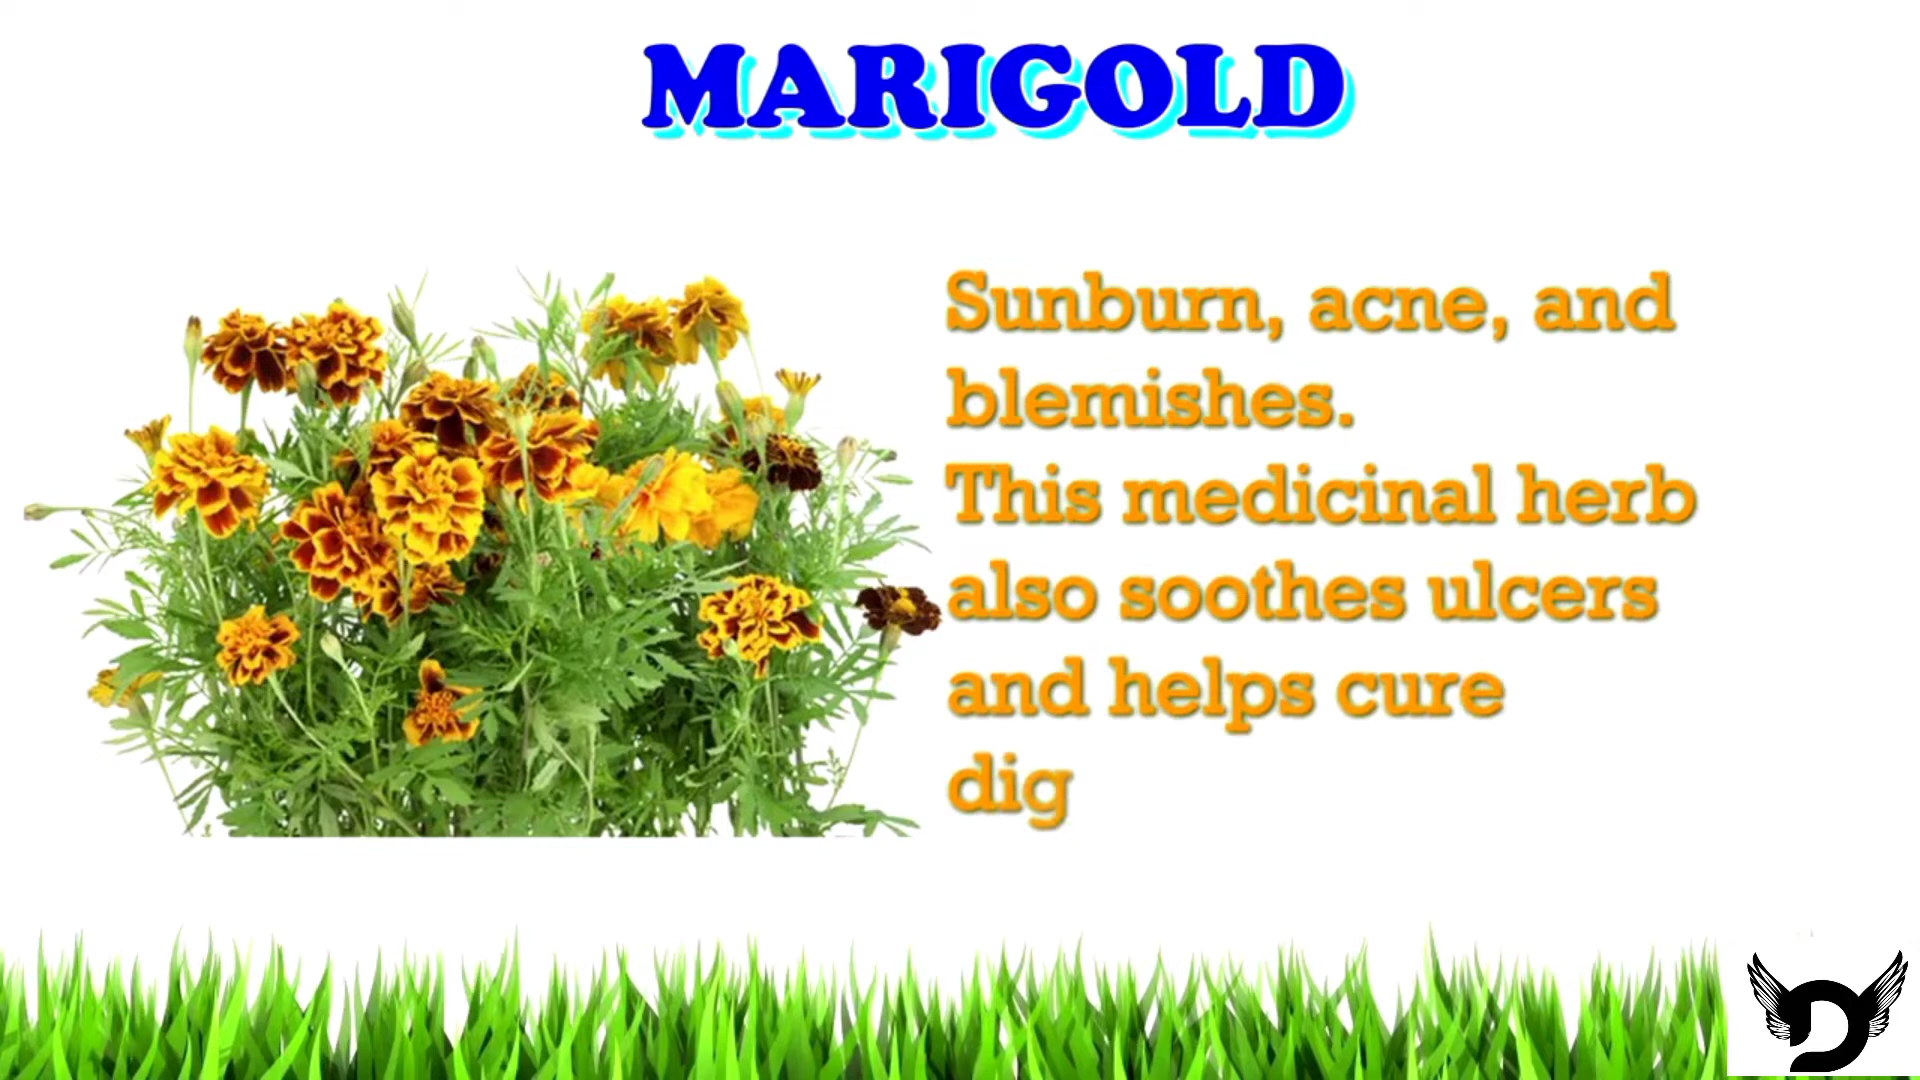 MARIGOLD
Sunburn, acne, and
blemishes.
This medicinal herb
also soothes ulcers
and helps cure
dig
D